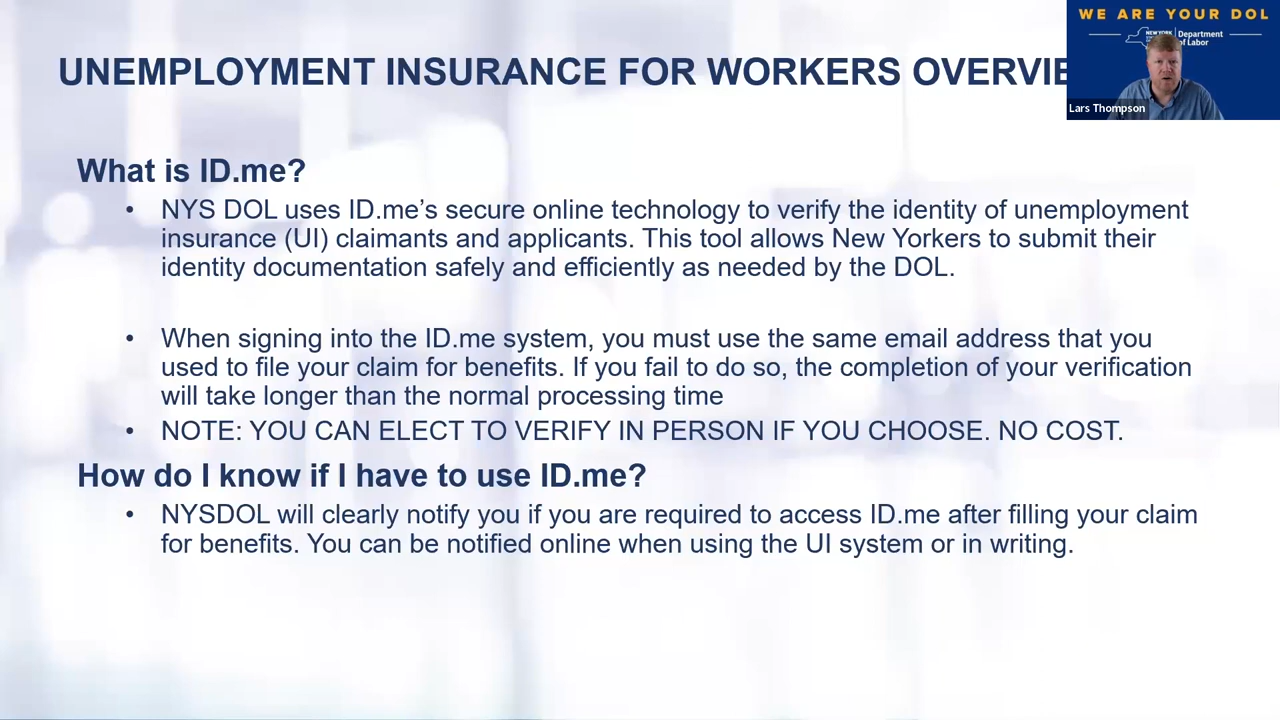 UNEMPLOYMENT INSURANCE FOR WORKERS OVERVIE
WE ARE YOUR DOL
Department
of Labor
Lars Thompson
What is ID.me?
• NYS DOL uses ID.me’s secure online technology to verify the identity of unemployment
insurance (UI) claimants and applicants. This tool allows New Yorkers to submit their
identity documentation safely and efficiently as needed by the DOL.
• When signing into the ID.me system, you must use the same email address that you
used to file your claim for benefits. If you fail to do so, the completion of your verification
will take longer than the normal processing time
• NOTE: YOU CAN ELECT TO VERIFY IN PERSON IF YOU CHOOSE. NO COST.
How do I know if I have to use ID.me?
• NYSDOL will clearly notify you if you are required to access ID.me after filling your claim
for benefits. You can be notified online when using the UI system or in writing.